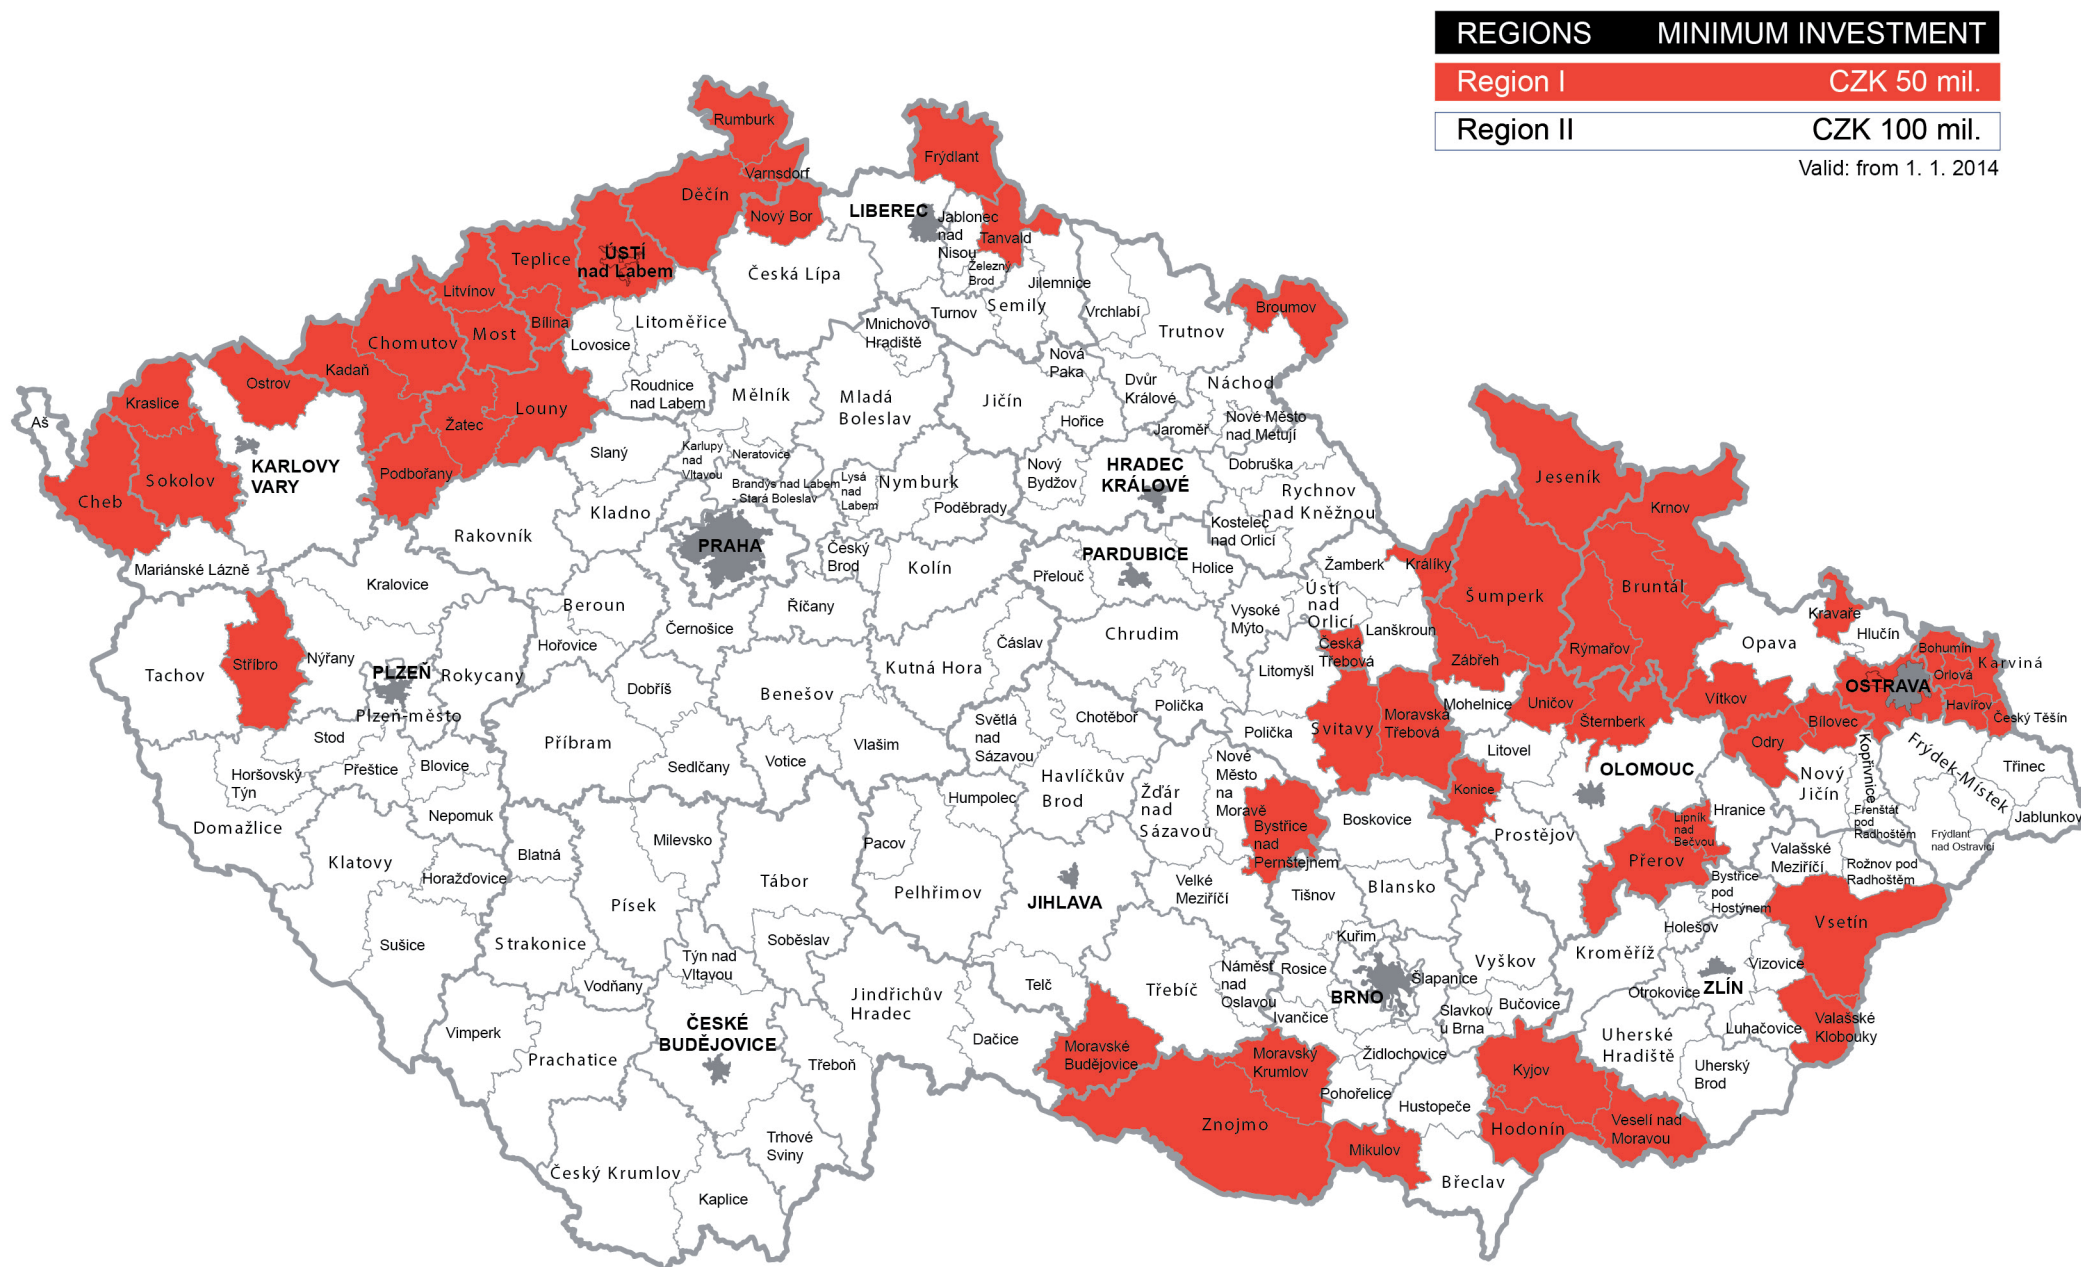 REGIONS MINIMUM INVESTMENT
Region I CZK 50 mil.
Region II CZK 100 mil.
Valid: from 1. 1. 2014
Rumburk
Varnsdorf
Děčín
Nový Bor
Frýdlant
LIBEREC
Jablonec
nad
Nisou
Tanvald
Železný
Brod
Jilemnice
Semily
Turnov
ÚSTÍ
nad Labem
Teplice
Litvínov
Bílina
Most
Chomutov
Kadaň
Ostrov
Kraslice
Aš
Cheb
Sokolov
KARLOVY
VARY
Podbořany
Žatec
Louny
Lovosice
Litoměřice
Roudnice
nad Labem
Česká Lípa
Mnichovo
Hradiště
Mělník
Mladá
Boleslav
Jičín
Nová
Paka
Hořice
Vrchlabí
Trutnov
Broumov
Dvůr
Králové
Náchod
Jaroměř
Nové Město
nad Metují
Dobruška
Rychnov
nad Kněžnou
Kostelec
nad Orlicí
HRADEC
KRÁLOVÉ
Nový
Bydžov
Slaný
Karlupy
nad
Vltavou
Neratovice
Brandýs nad Labem
- Stará Boleslav
Lysá
nad
Labem
Nymburk
Poděbrady
Kladno
Rakovník
PRAHA
Český
Brod
Kolín
Říčany
Černošice
Beroun
Hořovice
Mariánské Lázně
Kralovice
Tachov
Stříbro
Nýřany
PLZEŇ
Rokycany
Plzeň-město
Stod
Přeštice
Blovice
Horšovský
Týn
Nepomuk
Domažlice
Klatovy
Horažďovice
Sušice
Dobříš
Příbram
Sedlčany
Benešov
Votice
Vlašim
Kutná Hora
Čáslav
PARDUBICE
Přelouč
Holice
Chrudim
Vysoké
Mýto
Žamberk
Králíky
Ústí
nad
Orlicí
Lanškroun
Česká
Třebová
Litomyšl
Svitavy
Moravská
Třebová
Polička
Polička
Chotěboř
Světlá
nad
Sázavou
Havlíčkův
Brod
Humpolec
Pacov
Pelhřimov
JIHLAVA
Žďár
nad
Sázavou
Nové
Město
na
Moravě
Bystřice
nad
Pernštejnem
Velké
Meziříčí
Telč
Třebíč
Náměsť
nad
Oslavou
Moravské
Budějovice
Dačice
Blatná
Milevsko
Písek
Tábor
Strakonice
Soběslav
Týn nad
Vltavou
Vodňany
Vimperk
Prachatice
ČESKÉ
BUDĚJOVICE
Jindřichův
Hradec
Třeboň
Trhové
Sviny
Český Krumlov
Kaplice
Jeseník
Krnov
Šumperk
Bruntál
Rýmařov
Zábřeh
Mohelnice
Uničov
Šternberk
Litovel
OLOMOUC
Konice
Prostějov
Přerov
Lipník
nad
Bečvou
Hranice
Opava
Kravaře
Hlučín
Vítkov
Odry
Bílovec
OSTRAVA
Bohumín
Karviná
Orlová
Havířov
Český Těšín
Nový
Jičín
Kopřivnice
Frenštát
pod
Radhoštěm
Frýdek-Místek
Frýdlant
nad Ostravicí
Třinec
Jablunkov
Valašské
Meziříčí
Rožnov pod
Radhoštěm
Bystřice
pod
Hostýnem
Vsetín
Holešov
Kroměříž
Vizovice
ZLÍN
Otrokovice
Luhačovice
Valašské
Klobouky
Uherské
Hradiště
Uherský
Brod
Boskovice
Blansko
Tišnov
Kuřim
Rosice
BRNO
Šlapanice
Ivančice
Vyškov
Bučovice
Slavkov
u Brna
Židlochovice
Pohořelice
Hustopeče
Moravský
Krumlov
Znojmo
Mikulov
Břeclav
Kyjov
Hodonín
Veselí nad
Moravou